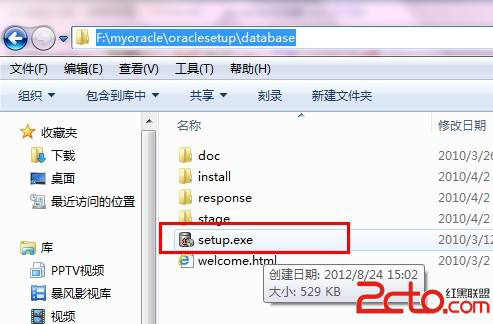 F:\myoracle\oraclesetup\database
文件(F) 编辑(E) 查看(V) 工具(T) 帮助(H)
组织 包含到库中 共享 刻录 新建文件夹
收藏夹
下载
桌面
最近访问的位置
库
PPTV视频
暴风影视库
视频
名称 修改日期
doc 2010/3/26
install 2010/4/2
response 2010/4/2
stage 2010/4/2
setup.exe 2010/3/12
welcome.html
创建日期: 2012/8/24 15:02
大小: 529 KB
红黑联盟
2cto.com